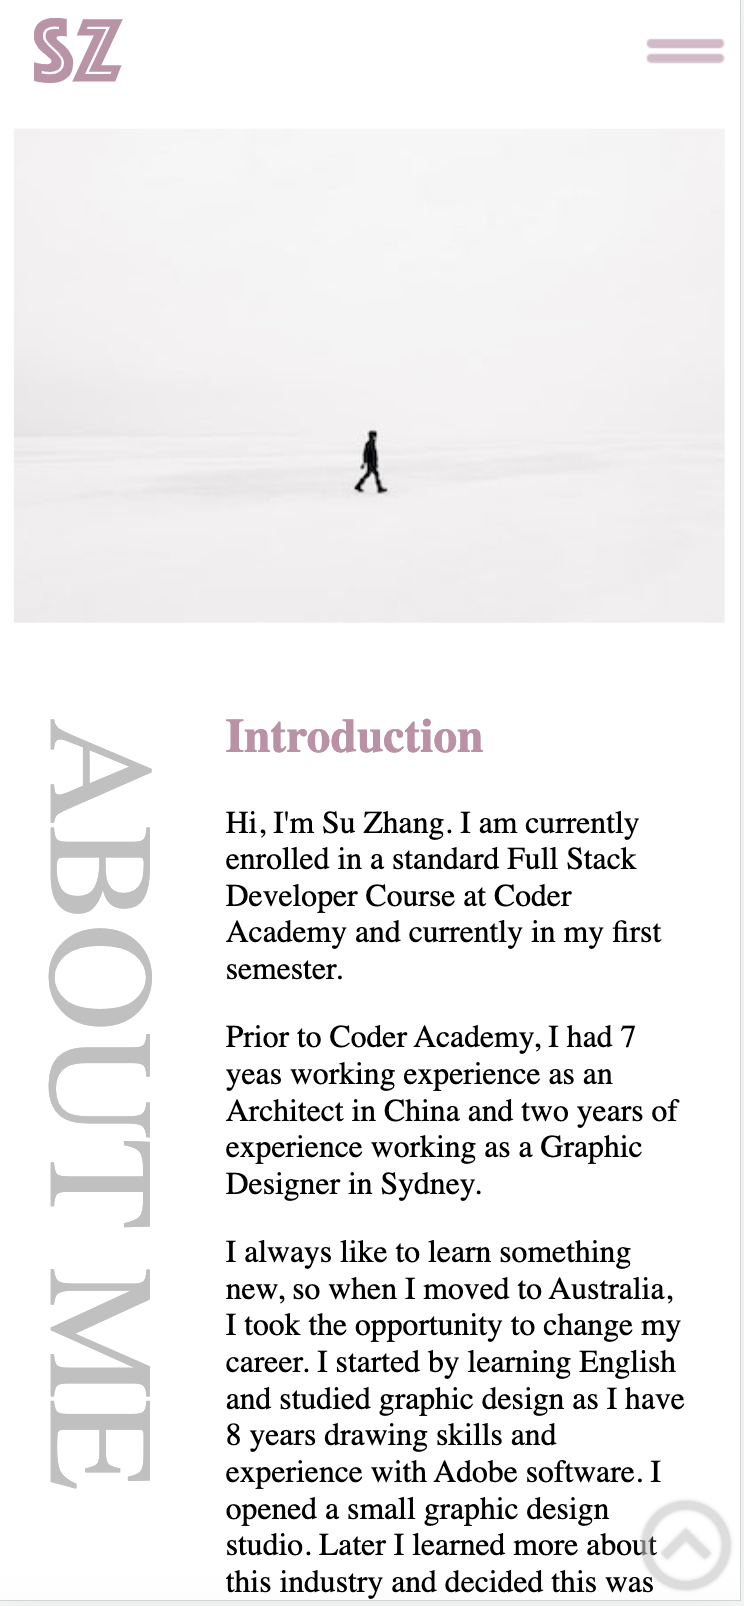 SZ
ABOUT ME
Introduction
Hi, I'm Su Zhang. I am currently
enrolled in a standard Full Stack
Developer Course at Coder
Academy and currently in my first
semester.
Prior to Coder Academy, I had 7
yeas working experience as an
Architect in China and two years of
experience working as a Graphic
Designer in Sydney.
I always like to learn something
new, so when I moved to Australia,
I took the opportunity to change my
career. I started by learning English
and studied graphic design as I have
8 years drawing skills and
experience with Adobe software. I
opened a small graphic design
studio. Later I learned more about
this industry and decided this was